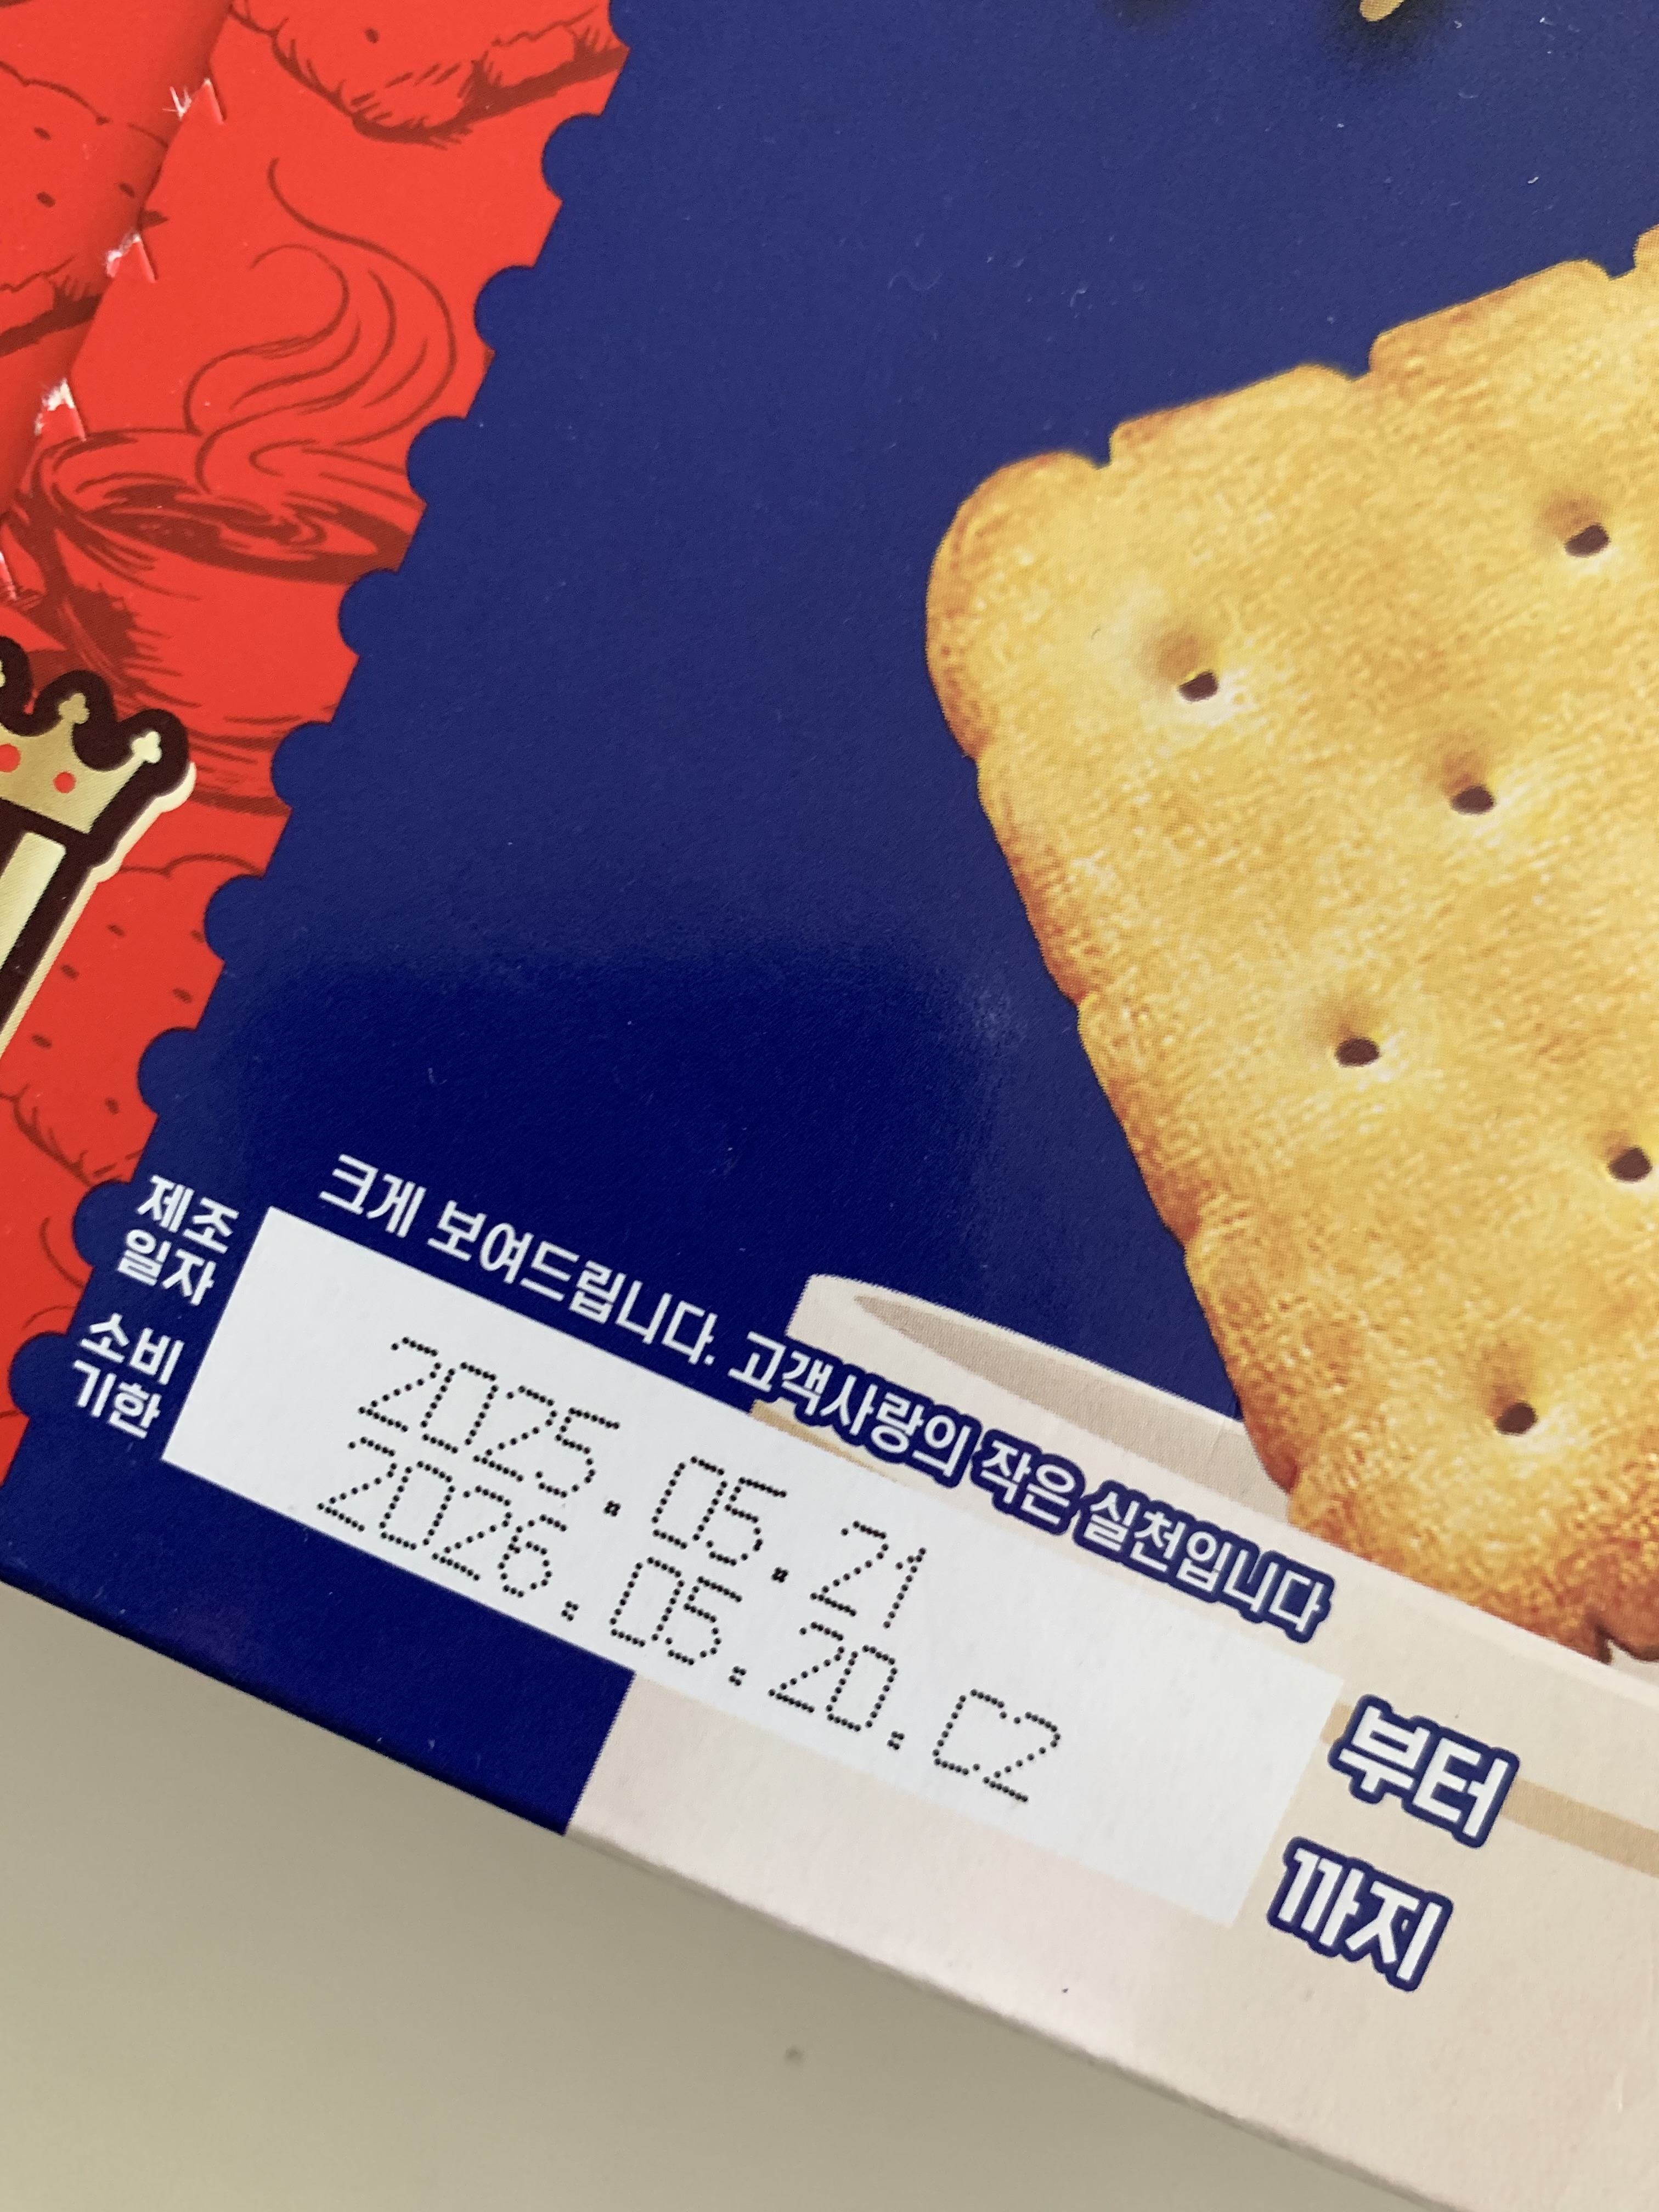 크게 보여드립니다. 고객사랑의 작은 실천입니다
제조
일자
2025.05.21
부터
소비
기한
2026.05.20.C2
까지